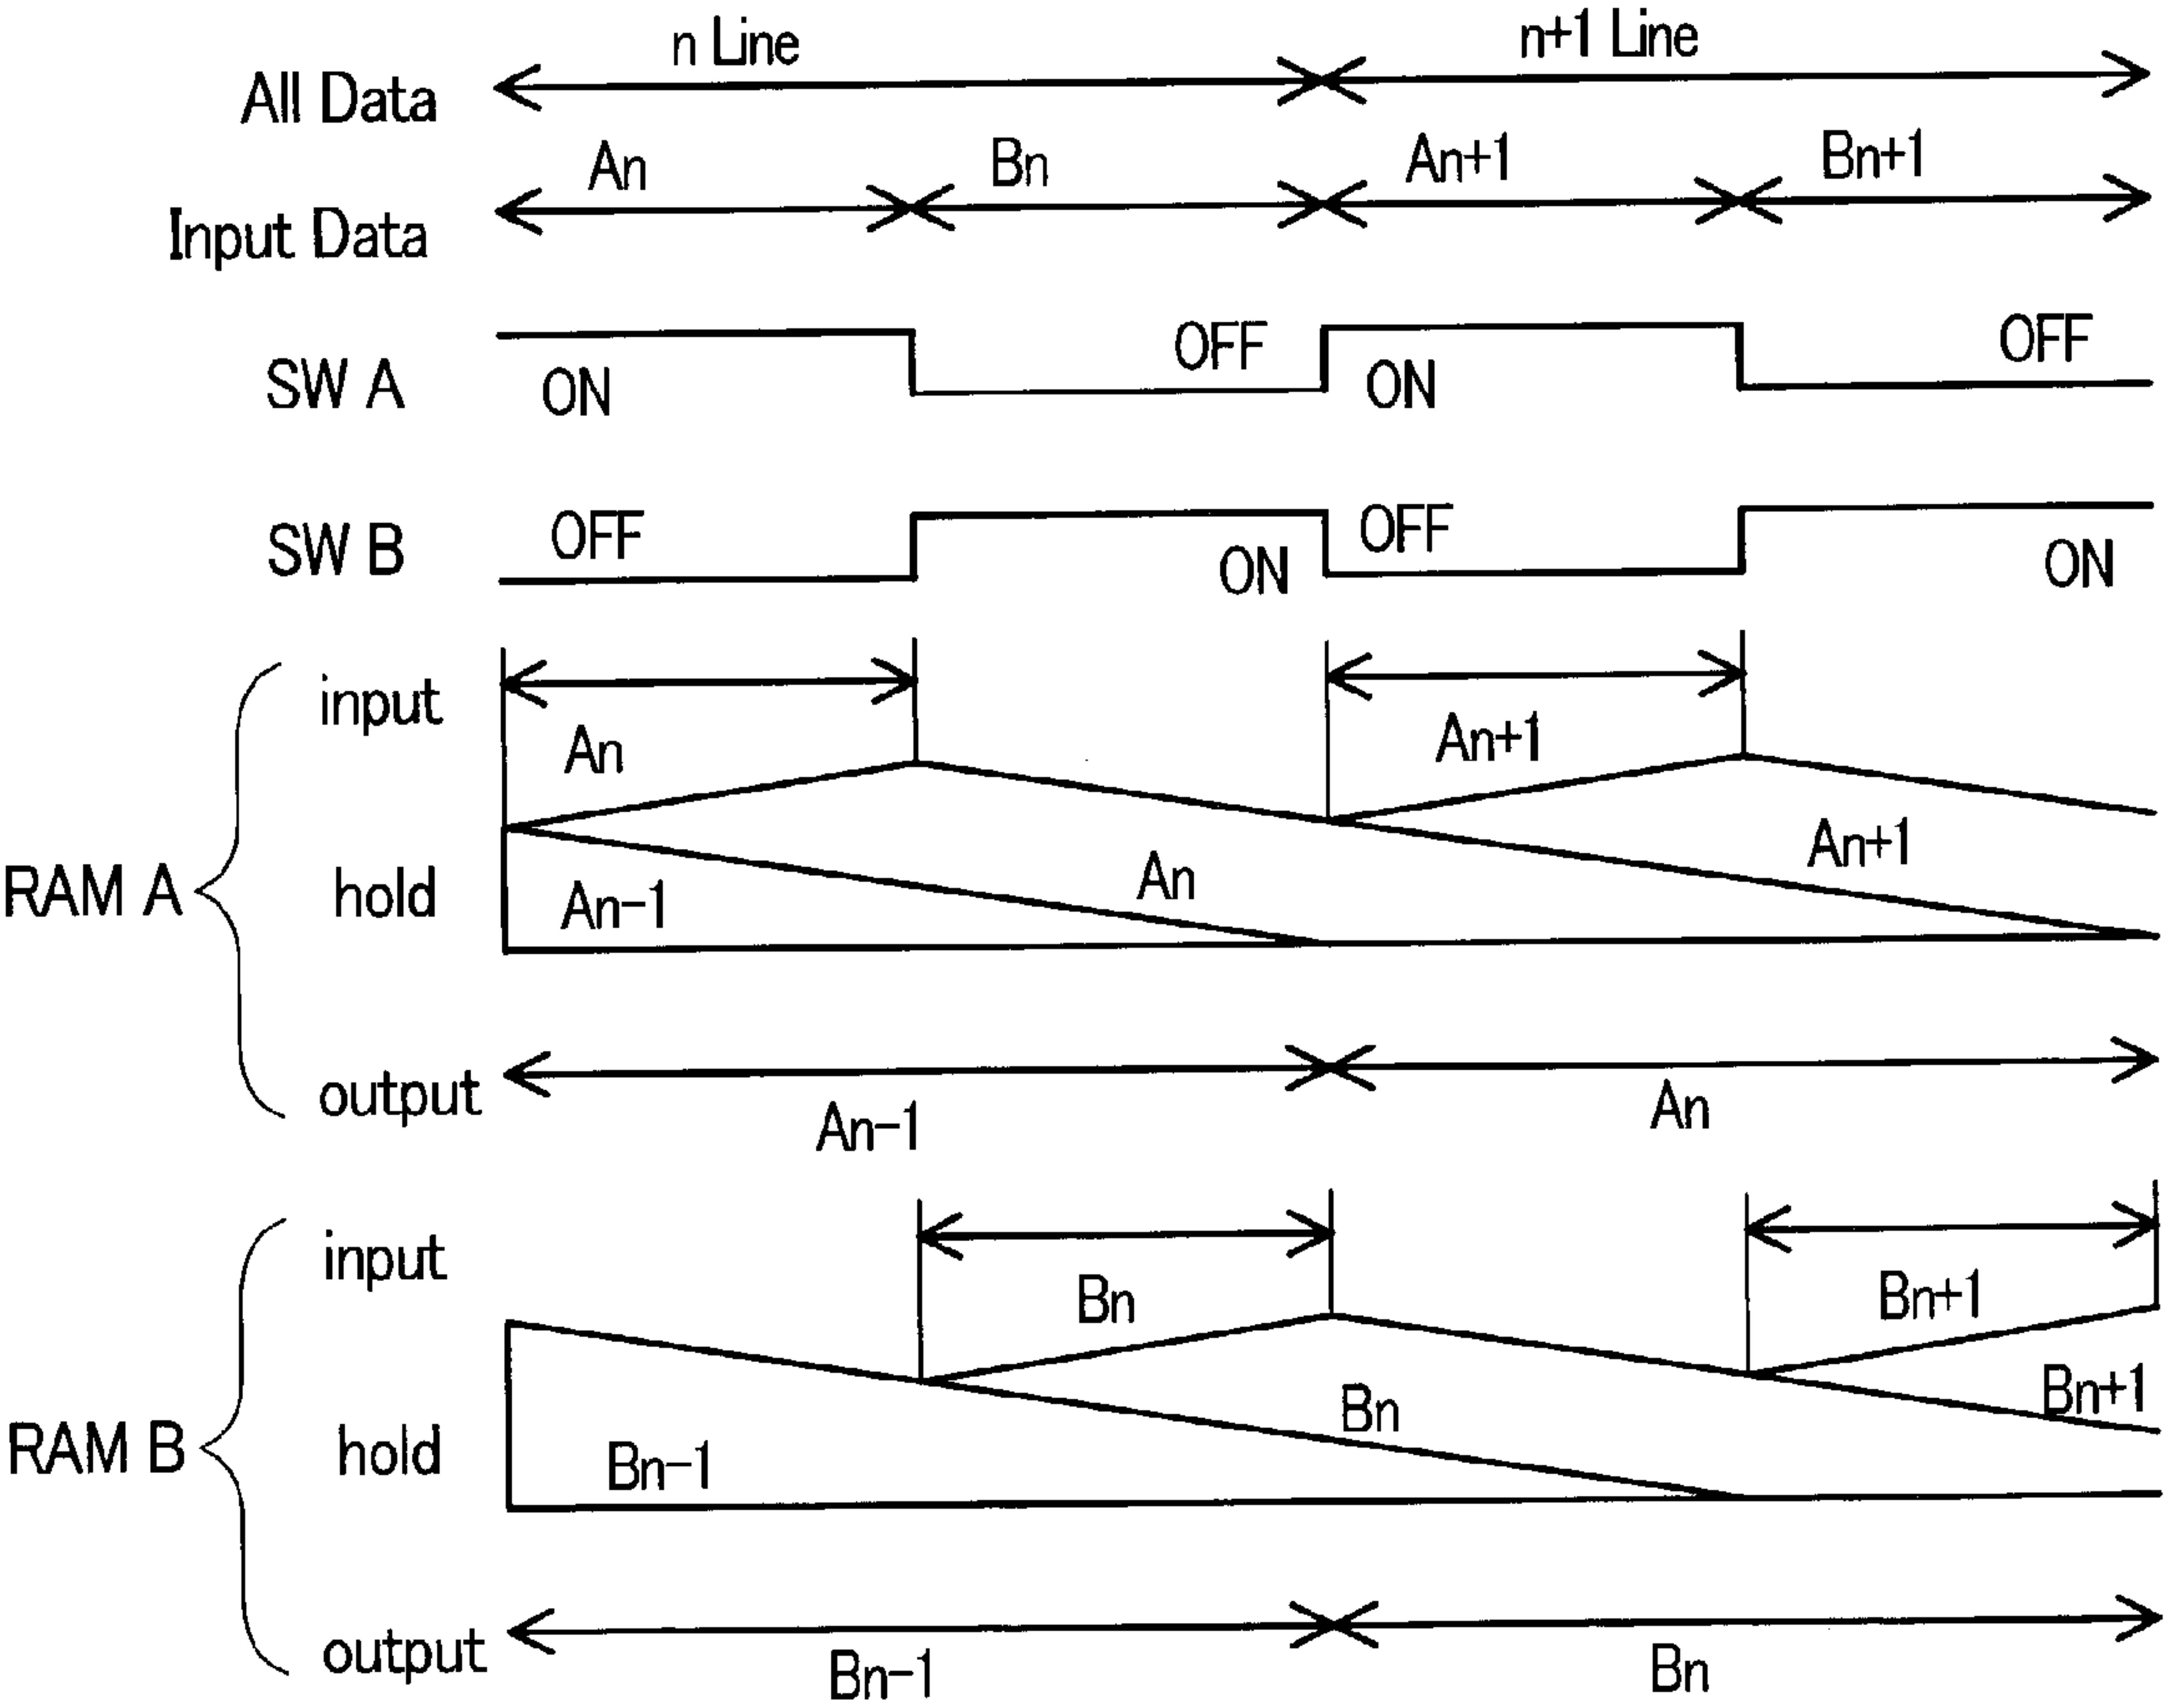 n Line n+1 Line
All Data
An Bn An+1 Bn+1
Input Data
OFF OFF
SW A ON ON
OFF OFF
SW B ON ON
input
An An+1
RAM A hold An-1 An An+1
output
An-1 An
input
Bn Bn+1
RAM B hold Bn-1 Bn Bn+1
output
Bn-1 Bn